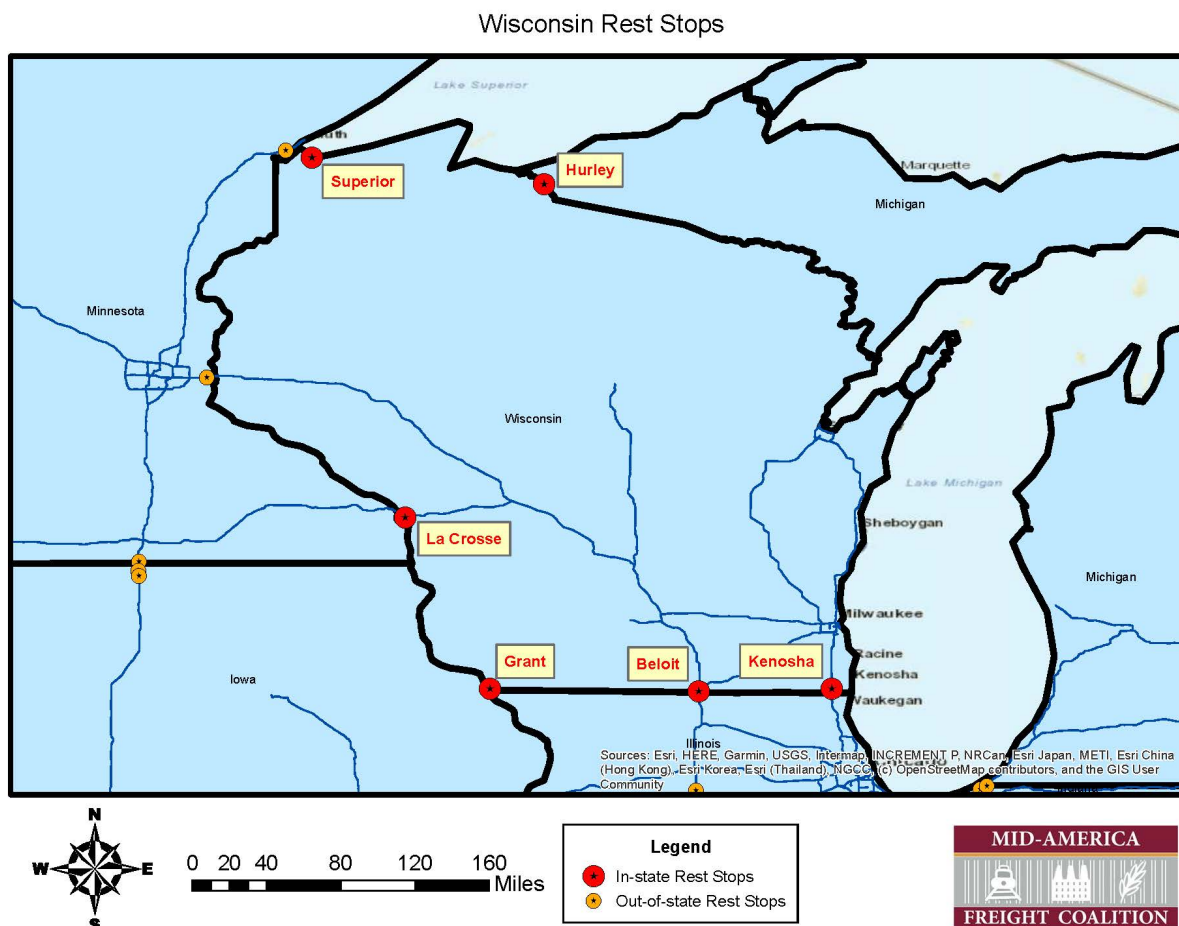 Wisconsin Rest Stops
Lake Superior
Superior
Hurley
Marquette
Michigan
Minnesota
Wisconsin
Lake Michigan
Sheboygan
La Crosse
Michigan
Milwaukee
Grant
Beloit
Kenosha
Racine
Kenosha
Iowa
Waukegan
Illinois
Sources: Esri, HERE, Garmin, USGS, Intermap, INCREMENT P, NRCan, Esri Japan, METI, Esri China
(Hong Kong), Esri Korea, Esri (Thailand), NGCC, (c) OpenStreetMap contributors, and the GIS User
Community
N
W E
S
0 20 40 80 120 160
Miles
Legend
In-state Rest Stops
Out-of-state Rest Stops
MID-AMERICA
FREIGHT COALITION